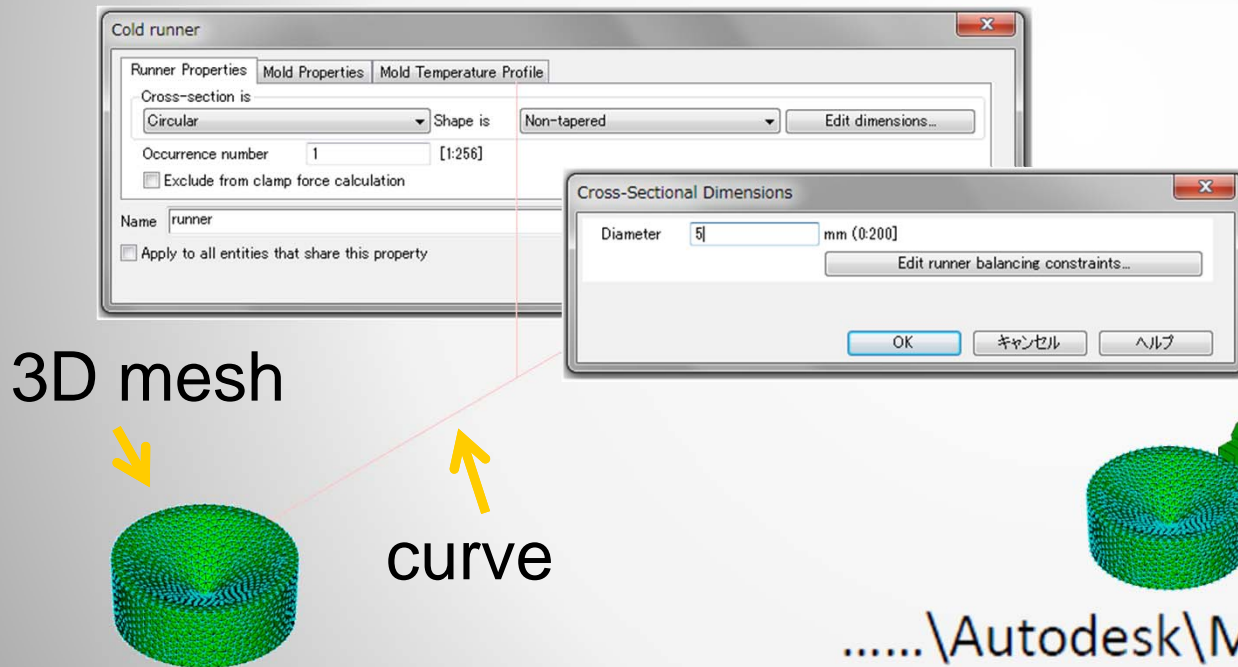 Cold runner
Runner Properties Mold Properties Mold Temperature Profile
Cross-section is
Circular Shape is Non-tapered Edit dimensions...
Occurrence number 1 [1:256]
Exclude from clamp force calculation
Name runner
Apply to all entities that share this property
Cross-Sectional Dimensions
Diameter 5 mm (0:200]
Edit runner balancing constraints...
OK キャンセル ヘルプ
3D mesh
curve
......\Autodesk\M